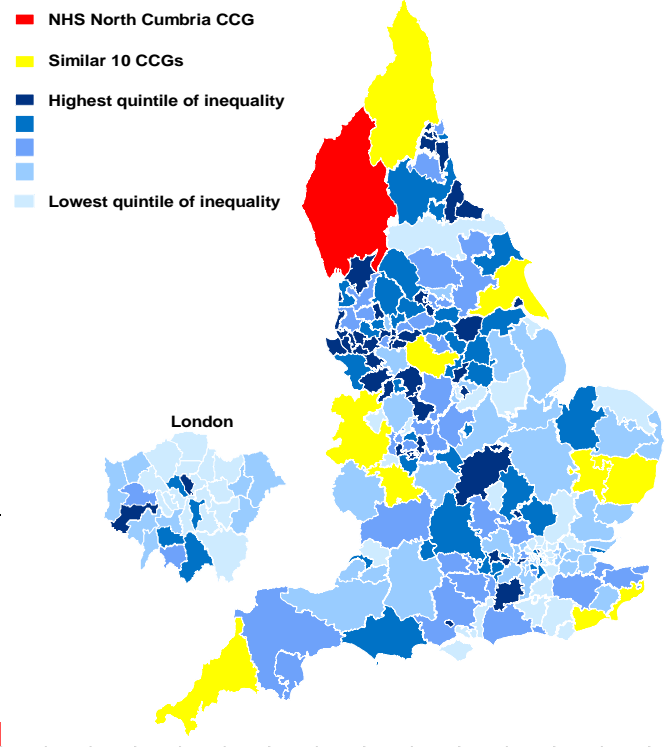 NHS North Cumbria CCG
Similar 10 CCGs
Highest quintile of inequality
Lowest quintile of inequality
London